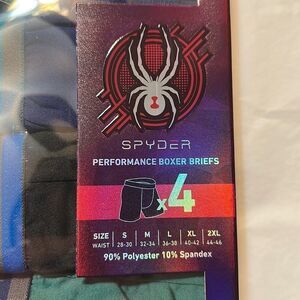 SPYDER
PERFORMANCE BOXER BRIEFS
x4
SIZE S M L XL 2XL
WAIST 28-30 32-34 36-38 40-42 44-46
90% Polyester 10% Spandex